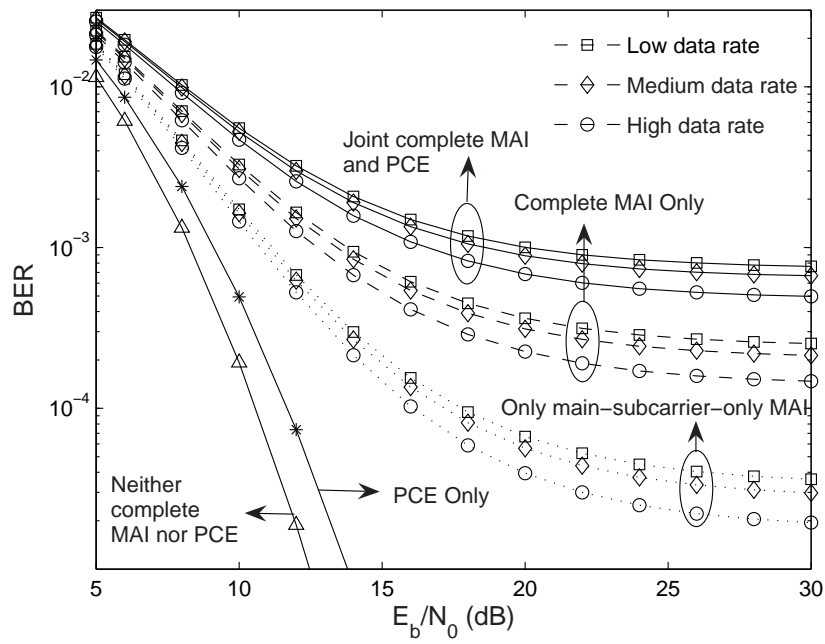 10^-2
10^-3
10^-4
BER
Low data rate
Medium data rate
High data rate
Joint complete MAI
and PCE
Complete MAI Only
Only main−subcarrier−only MAI
Neither
complete
MAI nor PCE
PCE Only
5 10 15 20 25 30
E_b/N_0 (dB)